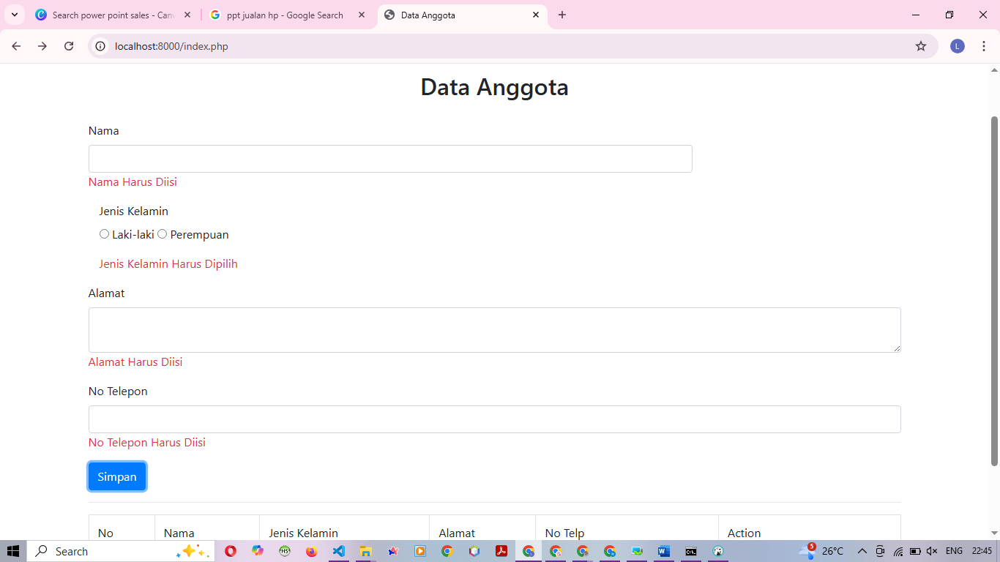 Search power point sales - Canv
ppt jualan hp - Google Search
Data Anggota
localhost:8000/index.php
L
Data Anggota
Nama
Nama Harus Diisi
Jenis Kelamin
Laki-laki Perempuan
Jenis Kelamin Harus Dipilih
Alamat
Alamat Harus Diisi
No Telepon
No Telepon Harus Diisi
Simpan
No Nama Jenis Kelamin Alamat No Telp Action
Search
5
26°C
ENG
22:45